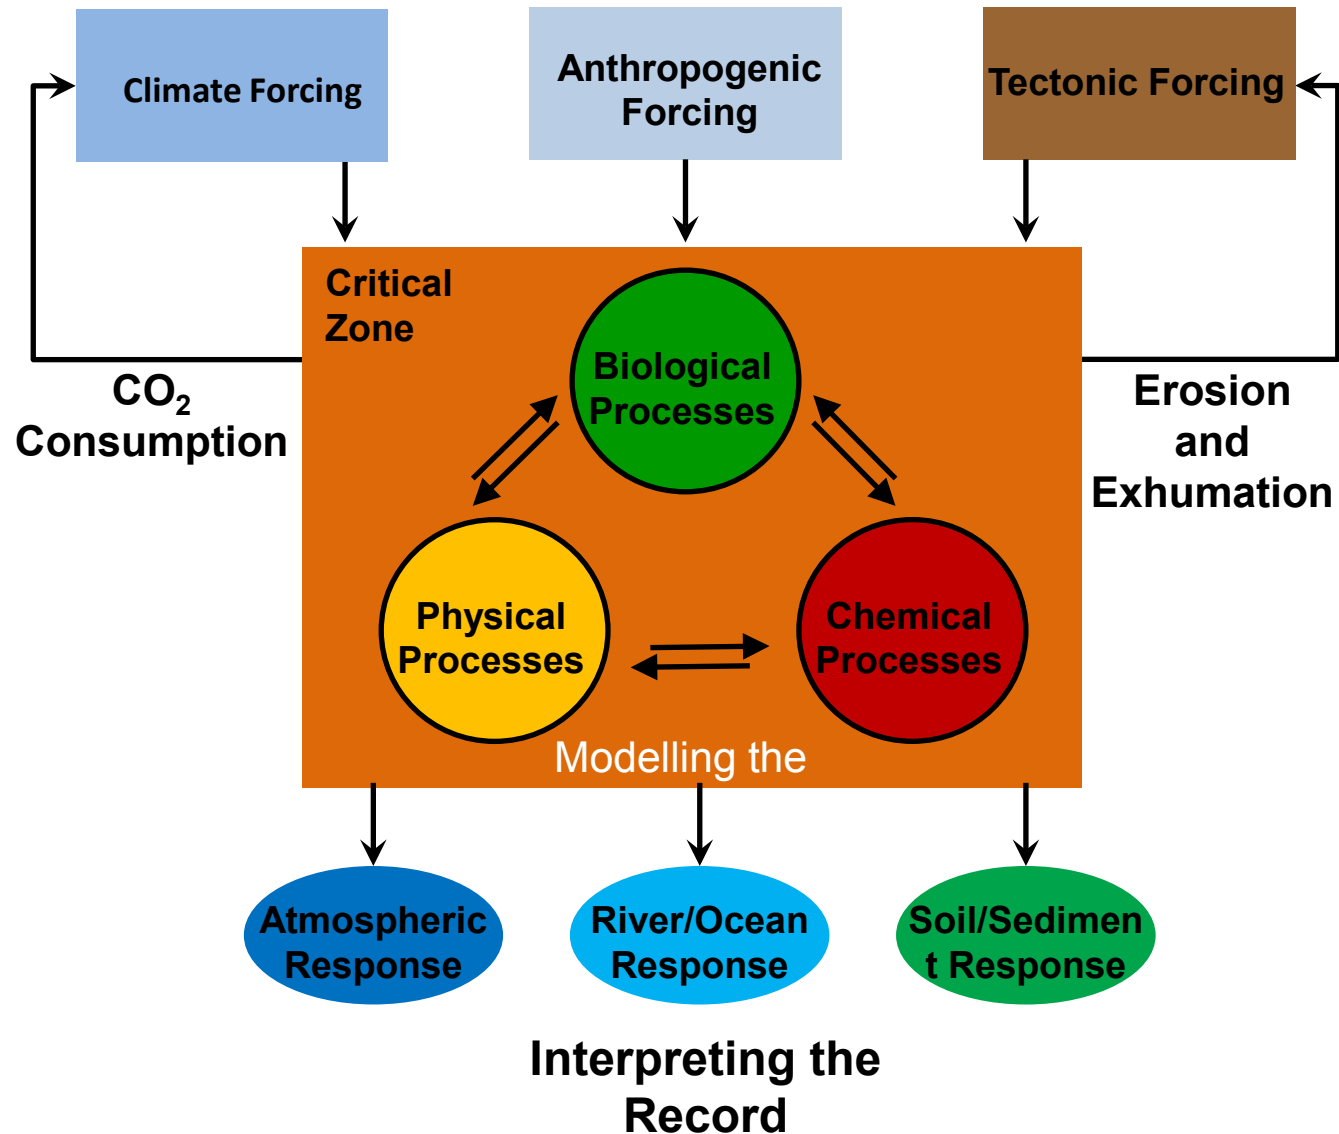 Climate Forcing
Anthropogenic
Forcing
Tectonic Forcing
Critical
Zone
Biological
Processes
CO₂
Consumption
Erosion
and
Exhumation
Physical
Processes
Chemical
Processes
Modelling the
Atmospheric
Response
River/Ocean
Response
Soil/Sedimen
t Response
Interpreting the
Record